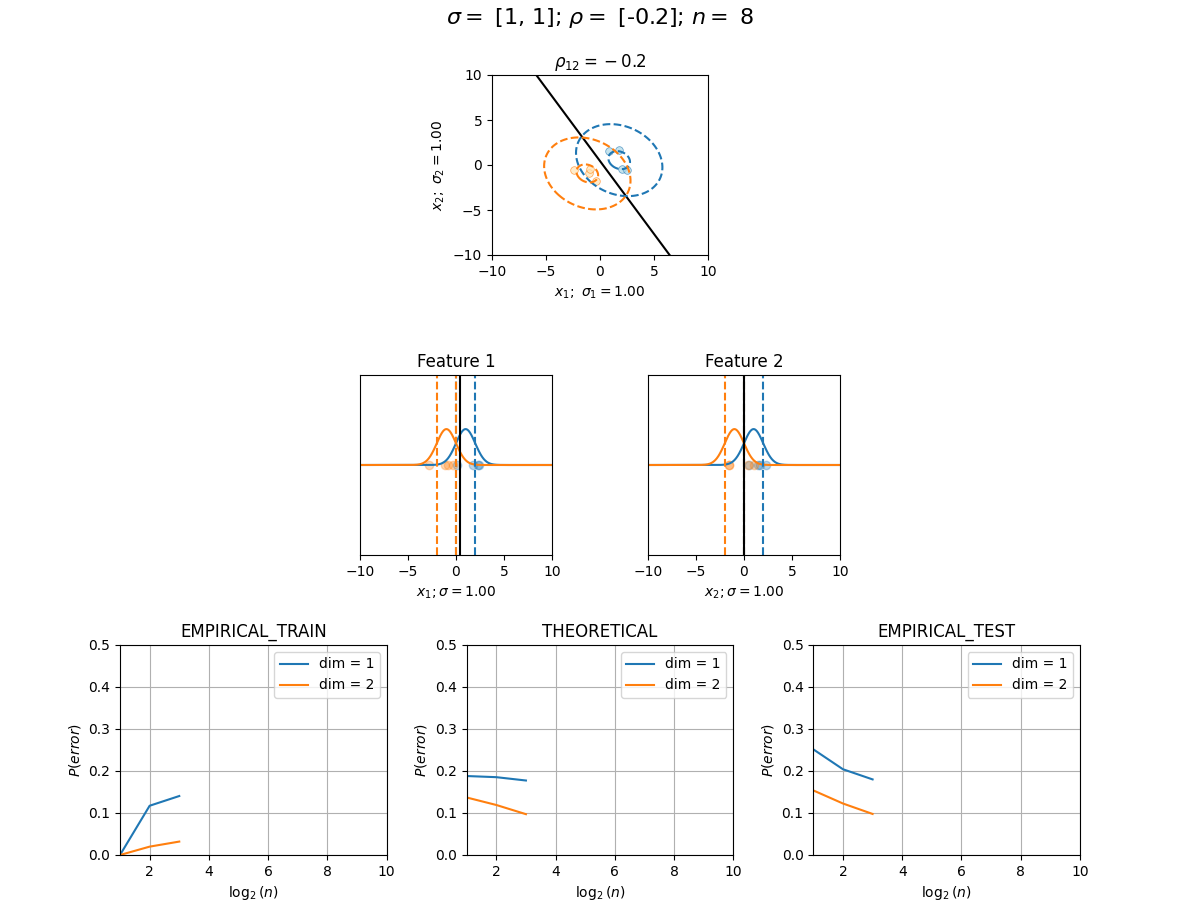 σ = [1, 1]; ρ = [-0.2]; n = 8
ρ₁₂ = −0.2
10
5
0
−5
−10
x₂; σ₂ = 1.00
−10 −5 0 5 10
x₁; σ₁ = 1.00
Feature 1 Feature 2
−10 −5 0 5 10 −10 −5 0 5 10
x₁; σ = 1.00 x₂; σ = 1.00
EMPIRICAL_TRAIN
0.5
0.4
0.3
0.2
0.1
0.0
P(error)
dim = 1
dim = 2
2 4 6 8 10
log₂(n)
THEORETICAL
0.5
0.4
0.3
0.2
0.1
0.0
P(error)
dim = 1
dim = 2
2 4 6 8 10
log₂(n)
EMPIRICAL_TEST
0.5
0.4
0.3
0.2
0.1
0.0
P(error)
dim = 1
dim = 2
2 4 6 8 10
log₂(n)